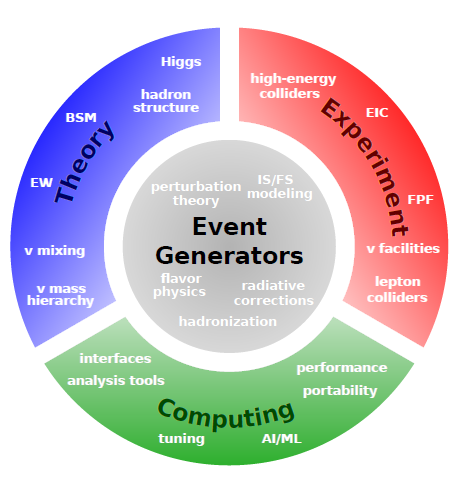 Theory
Higgs
hadron
structure
BSM
EW
v mixing
v mass
hierarchy
Experiment
high-energy
colliders
EIC
FPF
v facilities
lepton
colliders
Event
Generators
perturbation
theory
IS/FS
modeling
flavor
physics
radiative
corrections
hadronization
Computing
interfaces
analysis tools
tuning
AI/ML
performance
portability